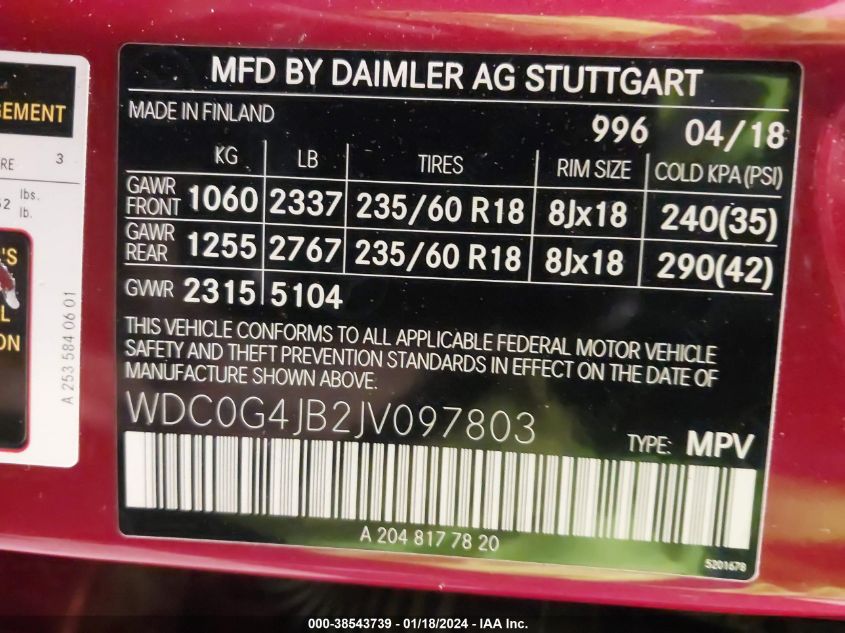 GEMENT
RE 3
52 lbs.
lb.
'S
L
ON
A 253 584 06 01
MFD BY DAIMLER AG STUTTGART
MADE IN FINLAND
996 04/18
KG LB TIRES RIM SIZE COLD KPA(PSI)
GAWR FRONT 1060 2337 235/60 R18 8Jx18 240(35)
GAWR REAR 1255 2767 235/60 R18 8Jx18 290(42)
GVWR 2315 5104
THIS VEHICLE CONFORMS TO ALL APPLICABLE FEDERAL MOTOR VEHICLE
SAFETY AND THEFT PREVENTION STANDARDS IN EFFECT ON THE DATE OF
MANUFACTURE SHOWN ABOVE.
WDC0G4JB2JV097803
TYPE: MPV
A 204 817 78 20
5201678
000-38543739 - 01/18/2024 - IAA Inc.